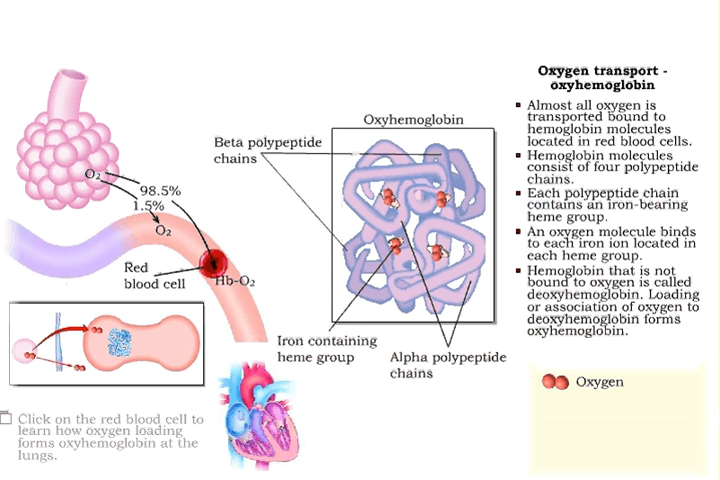 Oxygen transport -
oxyhemoglobin
▪ Almost all oxygen is
transported bound to
hemoglobin molecules
located in red blood cells.
▪ Hemoglobin molecules
consist of four polypeptide
chains.
▪ Each polypeptide chain
contains an iron-bearing
heme group.
▪ An oxygen molecule binds
to each iron ion located in
each heme group.
▪ Hemoglobin that is not
bound to oxygen is called
deoxyhemoglobin. Loading
or association of oxygen to
deoxyhemoglobin forms
oxyhemoglobin.
Oxygen
Oxyhemoglobin
Beta polypeptide
chains
Iron containing
heme group
Alpha polypeptide
chains
O₂
98.5%
1.5%
O₂
Red
blood cell
Hb-O₂
Click on the red blood cell to
learn how oxygen loading
forms oxyhemoglobin at the
lungs.